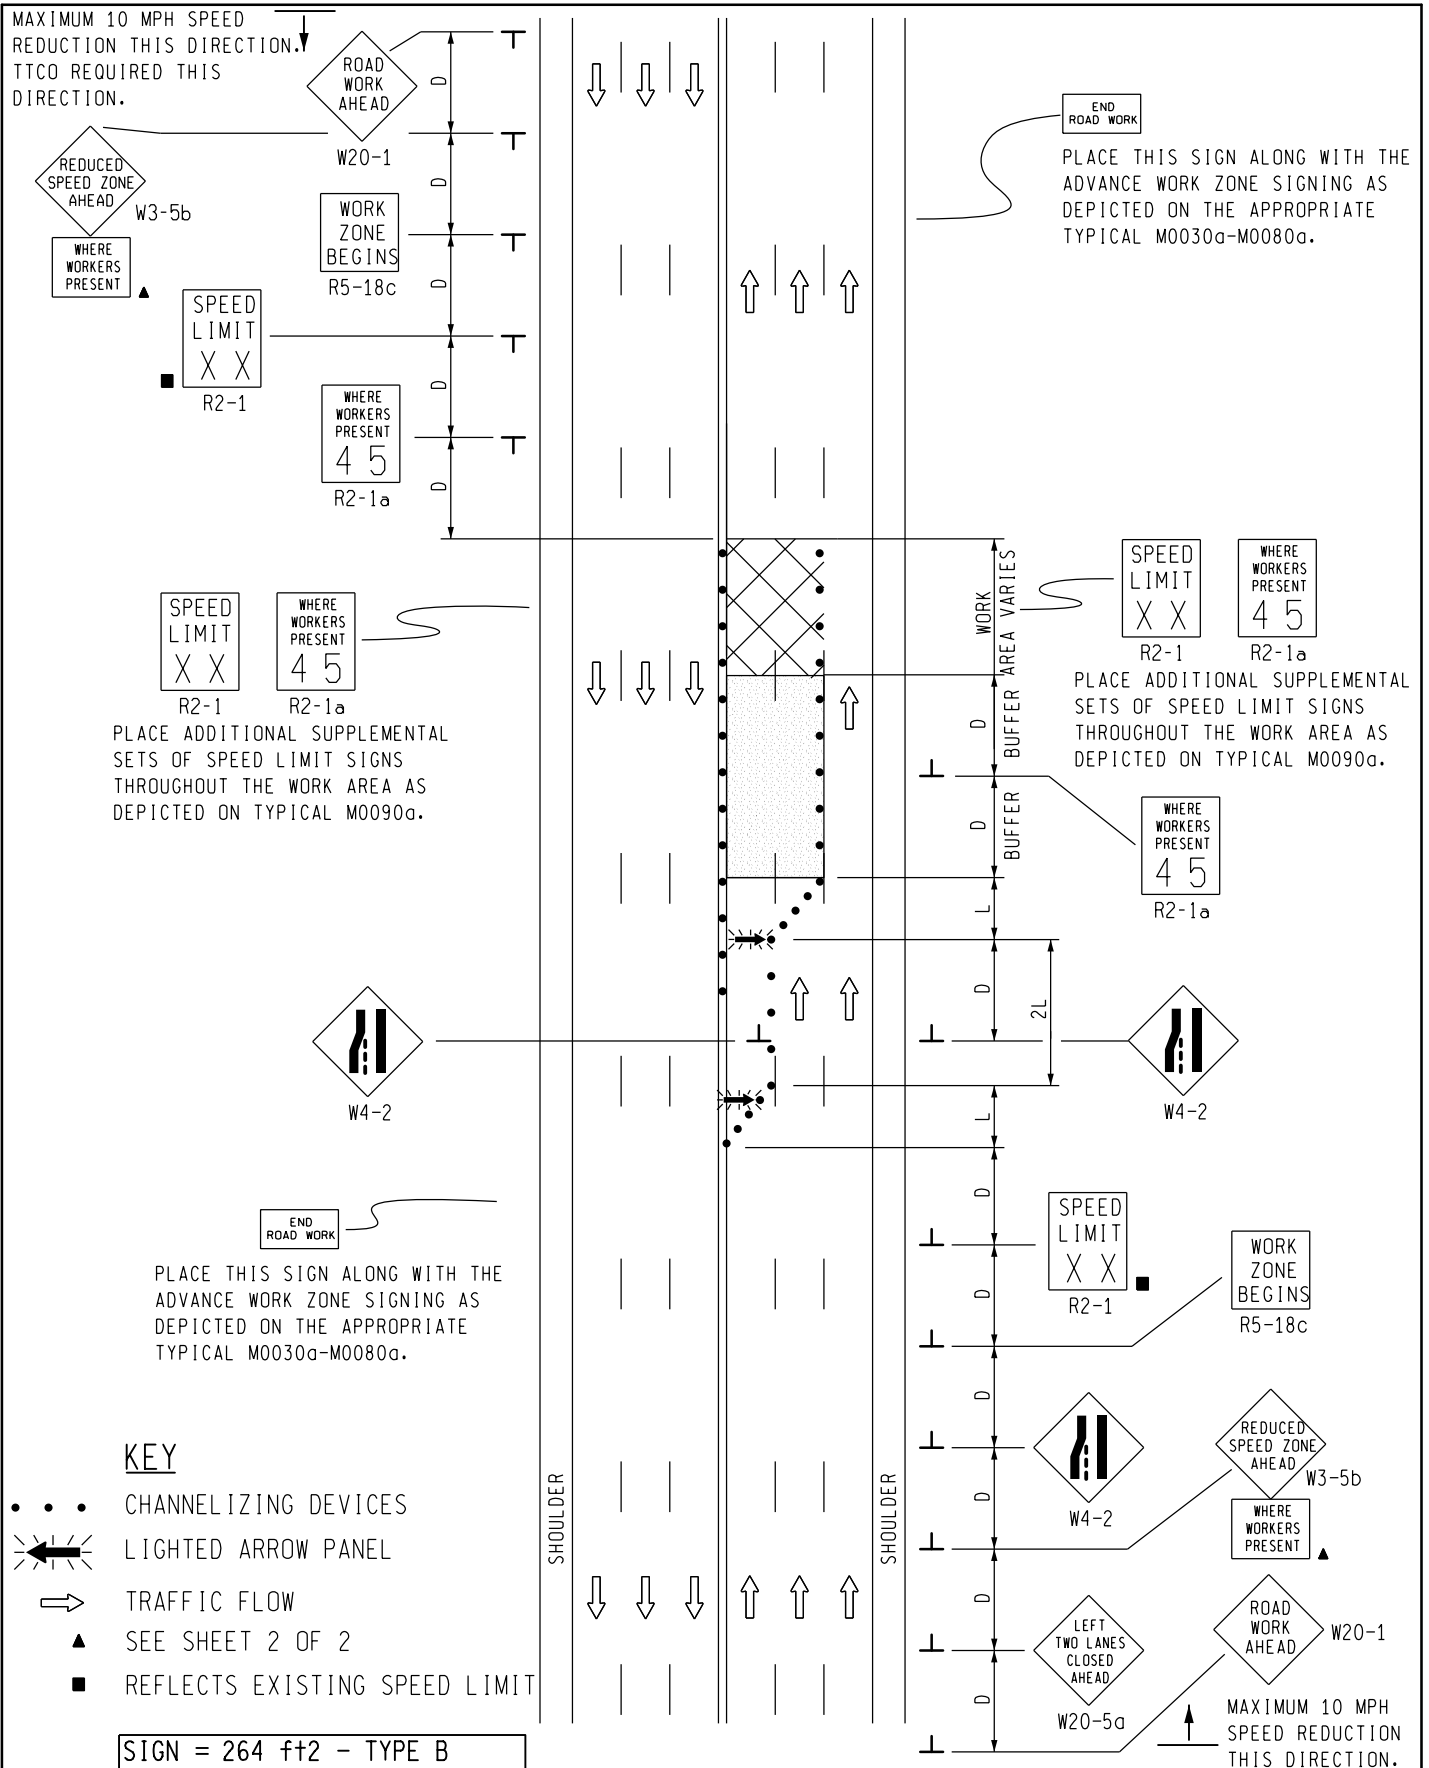 MAXIMUM 10 MPH SPEED
REDUCTION THIS DIRECTION.
TTCO REQUIRED THIS
DIRECTION.
ROAD
WORK
AHEAD
W20-1
D
REDUCED
SPEED ZONE
AHEAD
W3-5b
WHERE
WORKERS
PRESENT
D
WORK
ZONE
BEGINS
R5-18c
D
SPEED
LIMIT
X X
R2-1
D
WHERE
WORKERS
PRESENT
4 5
R2-1a
D
END
ROAD WORK
PLACE THIS SIGN ALONG WITH THE
ADVANCE WORK ZONE SIGNING AS
DEPICTED ON THE APPROPRIATE
TYPICAL M0030a-M0080a.
SPEED
LIMIT
X X
R2-1
WHERE
WORKERS
PRESENT
4 5
R2-1a
PLACE ADDITIONAL SUPPLEMENTAL
SETS OF SPEED LIMIT SIGNS
THROUGHOUT THE WORK AREA AS
DEPICTED ON TYPICAL M0090a.
WORK
AREA VARIES
SPEED
LIMIT
X X
R2-1
WHERE
WORKERS
PRESENT
4 5
R2-1a
PLACE ADDITIONAL SUPPLEMENTAL
SETS OF SPEED LIMIT SIGNS
THROUGHOUT THE WORK AREA AS
DEPICTED ON TYPICAL M0090a.
D
BUFFER
D
BUFFER
WHERE
WORKERS
PRESENT
4 5
R2-1a
L
D
2L
W4-2
W4-2
L
D
END
ROAD WORK
PLACE THIS SIGN ALONG WITH THE
ADVANCE WORK ZONE SIGNING AS
DEPICTED ON THE APPROPRIATE
TYPICAL M0030a-M0080a.
SPEED
LIMIT
X X
R2-1
D
WORK
ZONE
BEGINS
R5-18c
D
W4-2
D
REDUCED
SPEED ZONE
AHEAD
W3-5b
WHERE
WORKERS
PRESENT
D
LEFT
TWO LANES
CLOSED
AHEAD
W20-5a
D
ROAD
WORK
AHEAD
W20-1
MAXIMUM 10 MPH
SPEED REDUCTION
THIS DIRECTION.
SHOULDER
SHOULDER
KEY
CHANNELIZING DEVICES
LIGHTED ARROW PANEL
TRAFFIC FLOW
SEE SHEET 2 OF 2
REFLECTS EXISTING SPEED LIMIT
SIGN = 264 ft2 - TYPE B